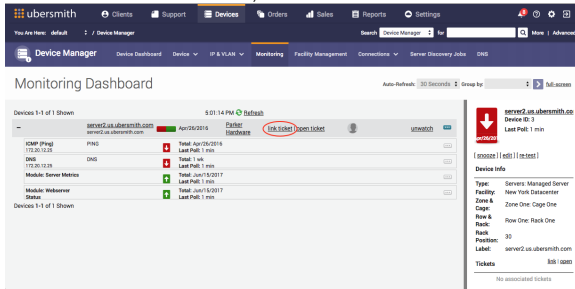 ubersmith Clients Support Devices Orders Sales Reports Settings
You Are Here: default / Device Manager Search Device Manager for More | Advanced
Device Manager Device Dashboard Device IP & VLAN Monitoring Facility Management Connections Server Discovery Jobs DNS
Monitoring Dashboard
Auto-Refresh: 30 Seconds Group by: full-screen
Devices 1-1 of 1 Shown 5:01:14 PM Refresh
server2.us.ubersmith.com
server2.us.ubersmith.com
Apr/26/2016
Parker
Hardware
link ticket | open ticket
unwatch
ICMP (Ping) PING Total: Apr/26/2016
172.20.12.25 Last Poll: 1 min
DNS DNS Total: 1 wk
172.20.12.25 Last Poll: 1 min
Module: Server Metrics Total: Jun/15/2017
Last Poll: 1 min
Module: Webserver Total: Jun/15/2017
Status Last Poll: 1 min
Devices 1-1 of 1 Shown
server2.us.ubersmith.co
Device ID: 3
Last Poll: 1 min
[ snooze ] [ edit ] [ re-test ]
Device Info
Type: Servers: Managed Server
Facility: New York Datacenter
Zone &
Cage: Zone One: Cage One
Row &
Rack: Row One: Rack One
Rack
Position: 30
Label: server2.us.ubersmith.com
Tickets link | open
No associated tickets